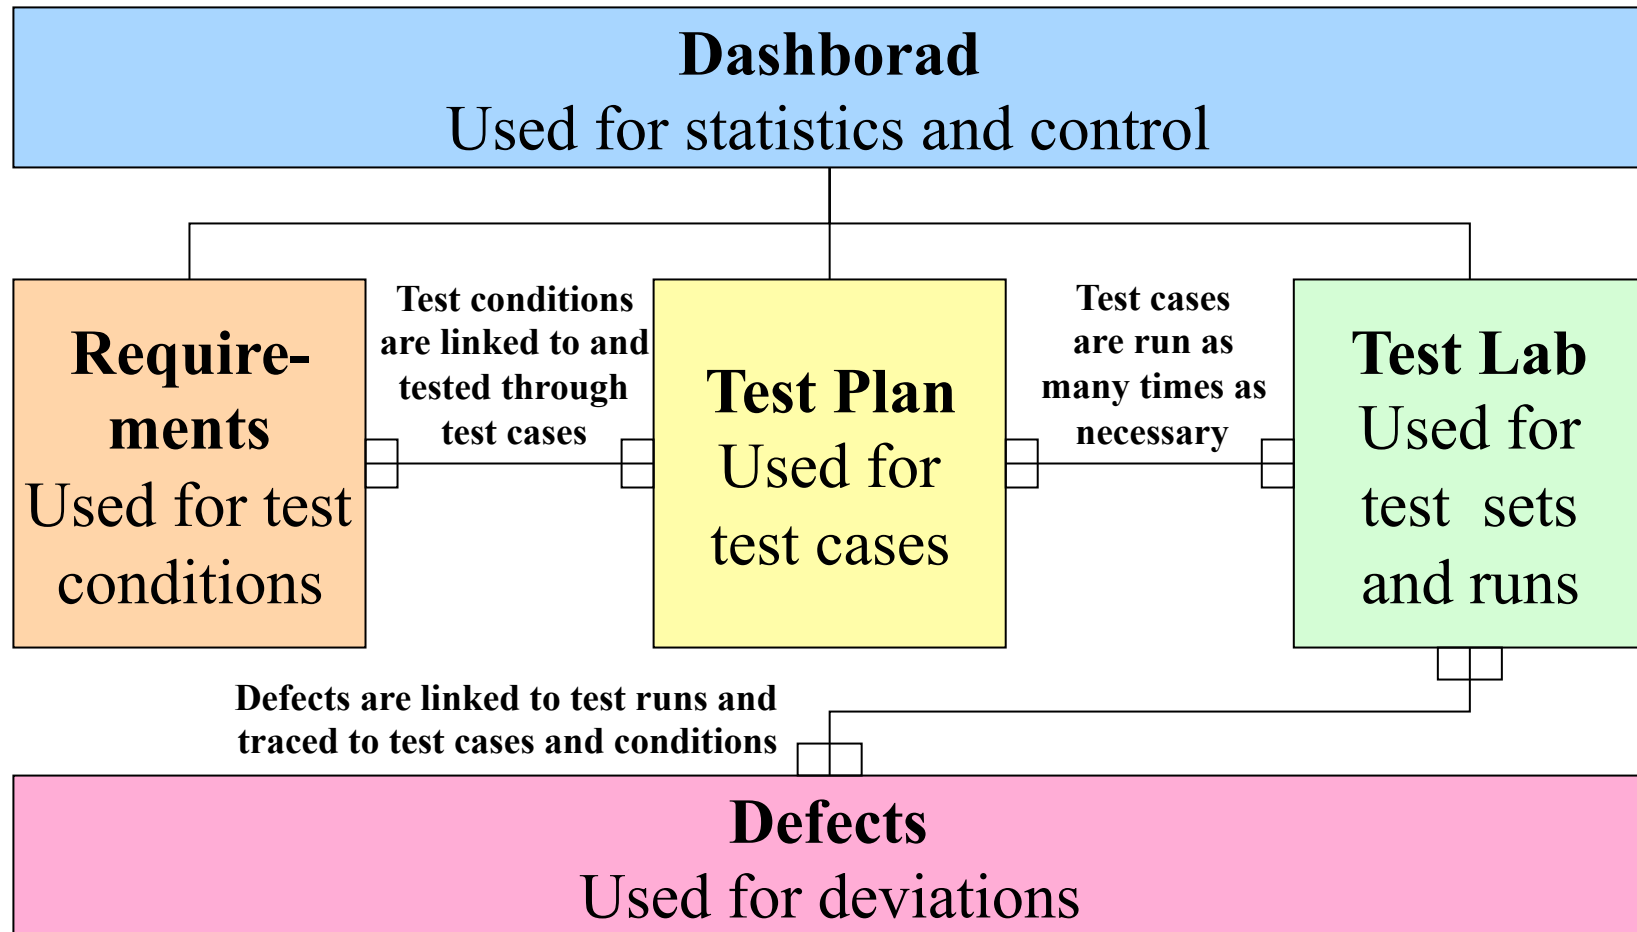 Dashborad
Used for statistics and control
Test conditions
are linked to and
tested through
test cases
Test cases
are run as
many times as
necessary
Require-
ments
Used for test
conditions
Test Plan
Used for
test cases
Test Lab
Used for
test  sets
and runs
Defects are linked to test runs and
traced to test cases and conditions
Defects
Used for deviations